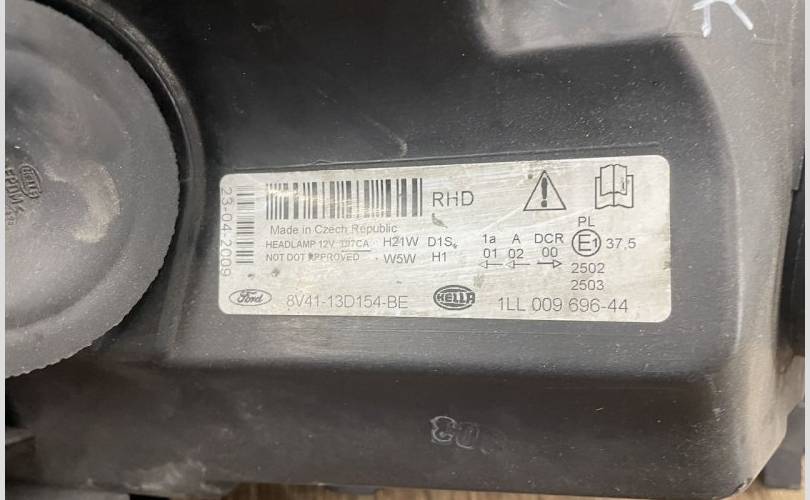 R
HELLA
23-04-2009
RHD
Made in Czech Republic
HEADLAMP 12V
NOT DOT APPROVED
H21W D1S
W5W H1
1a A DCR
01 02 00
PL
E1 37.5
2502
2503
Ford 8V41-13D154-BE HELLA 1LL 009 696-44